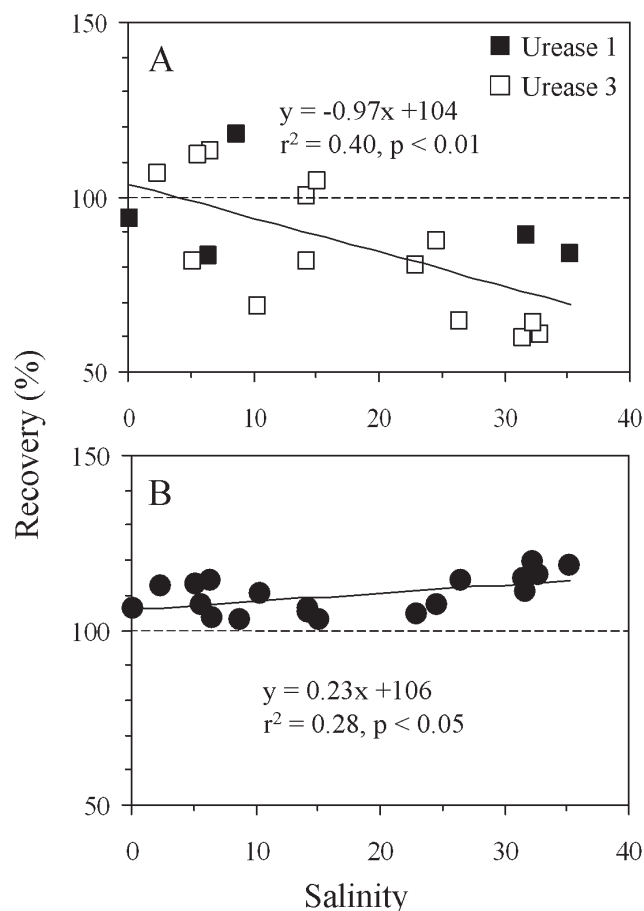 150
A
Urease 1
Urease 3
y = -0.97x +104
r² = 0.40, p < 0.01
100
50
0
10
20
30
40
Recovery (%)
150
B
100
y = 0.23x +106
r² = 0.28, p < 0.05
50
0
10
20
30
40
Salinity